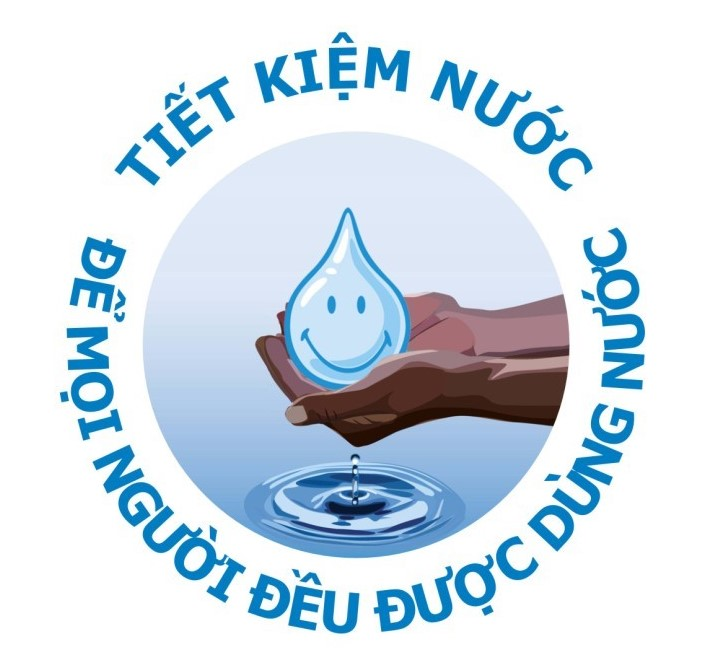 TIẾT KIỆM NƯỚC
ĐỂ MỌI NGƯỜI ĐỀU ĐƯỢC DÙNG NƯỚC